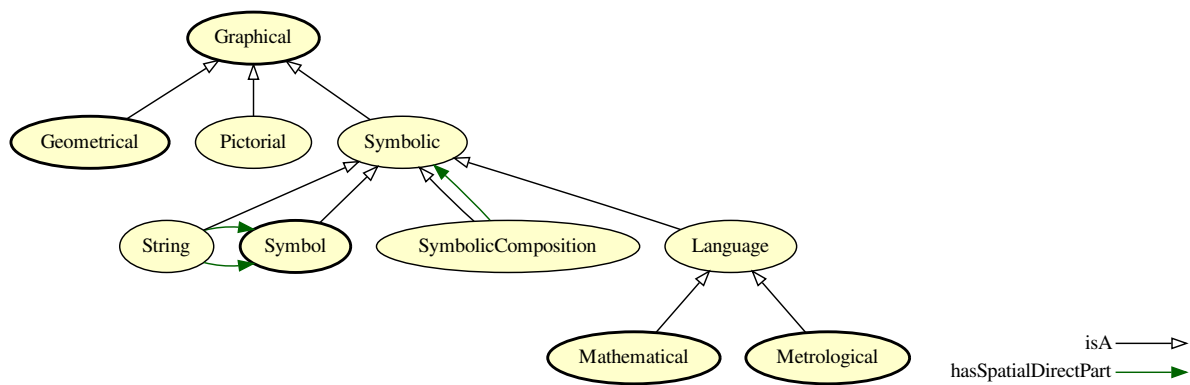 Graphical
Geometrical
Pictorial
Symbolic
String
Symbol
SymbolicComposition
Language
Mathematical
Metrological
isA
hasSpatialDirectPart